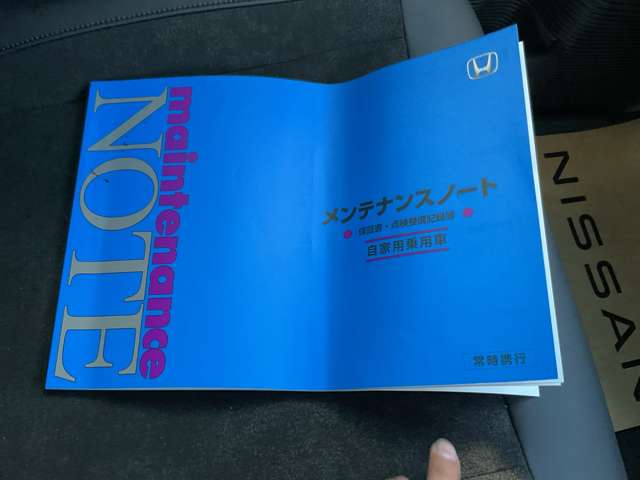 maintenance
NOTE
メンテナンスノート
保証書・点検整備記録簿
自家用乗用車
常時携行
NISSAN